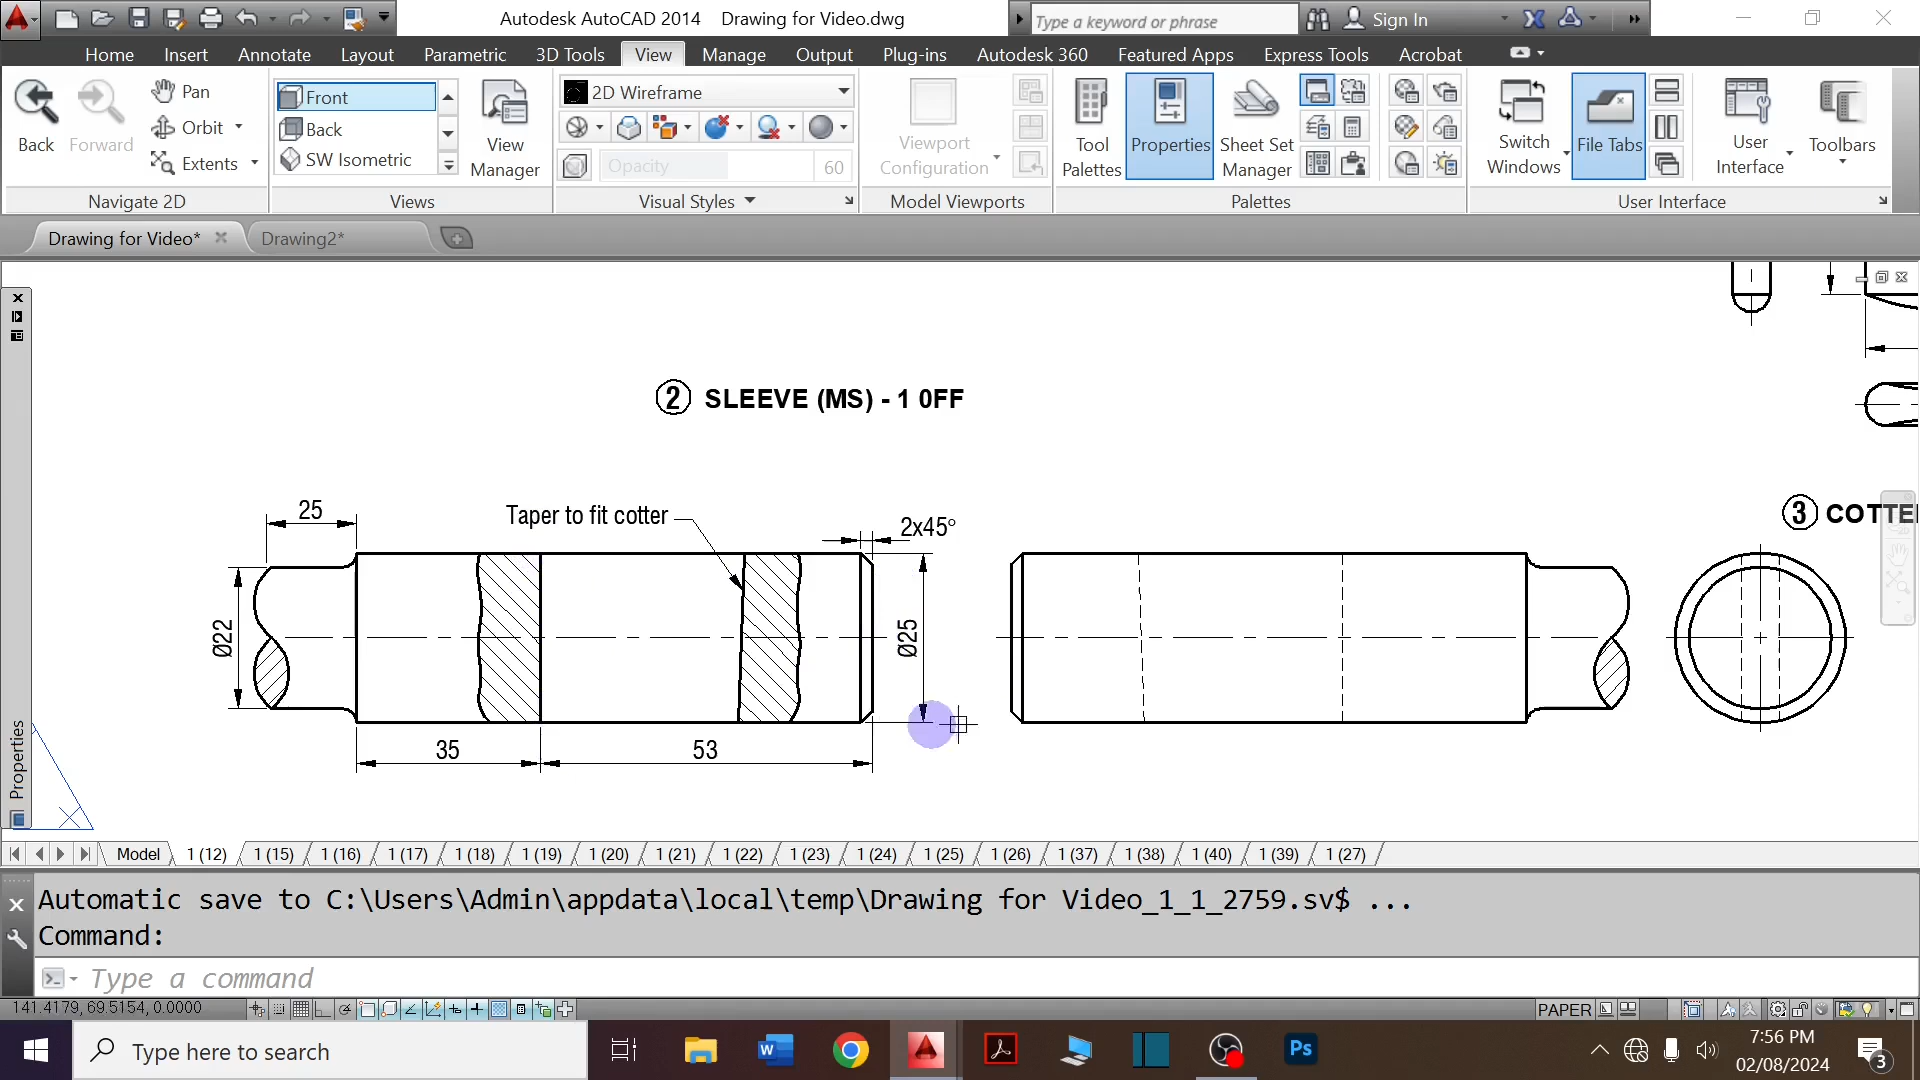 Autodesk AutoCAD 2014 Drawing for Video.dwg
Type a keyword or phrase
Sign In
Home Insert Annotate Layout Parametric 3D Tools View Manage Output Plug-ins Autodesk 360 Featured Apps Express Tools Acrobat
Back
Forward
Pan
Orbit
Extents
Navigate 2D
Front
Back
SW Isometric
View
Manager
Views
2D Wireframe
Opacity 60
Visual Styles
Viewport
Configuration
Model Viewports
Tool
Palettes
Properties
Sheet Set
Manager
Palettes
Switch
Windows
File Tabs
User
Interface
Toolbars
User Interface
Drawing for Video*
Drawing2*
Properties
2 SLEEVE (MS) - 1 0FF
25
Taper to fit cotter
2x45°
3 COTTE
Ø22
Ø25
35
53
Model 1 (12) 1 (15) 1 (16) 1 (17) 1 (18) 1 (19) 1 (20) 1 (21) 1 (22) 1 (23) 1 (24) 1 (25) 1 (26) 1 (37) 1 (38) 1 (40) 1 (39) 1 (27)
Automatic save to C:\Users\Admin\appdata\local\temp\Drawing for Video_1_1_2759.sv$ ...
Command:
Type a command
141.4179, 69.5154, 0.0000
PAPER
Type here to search
W
Ps
7:56 PM
02/08/2024
3